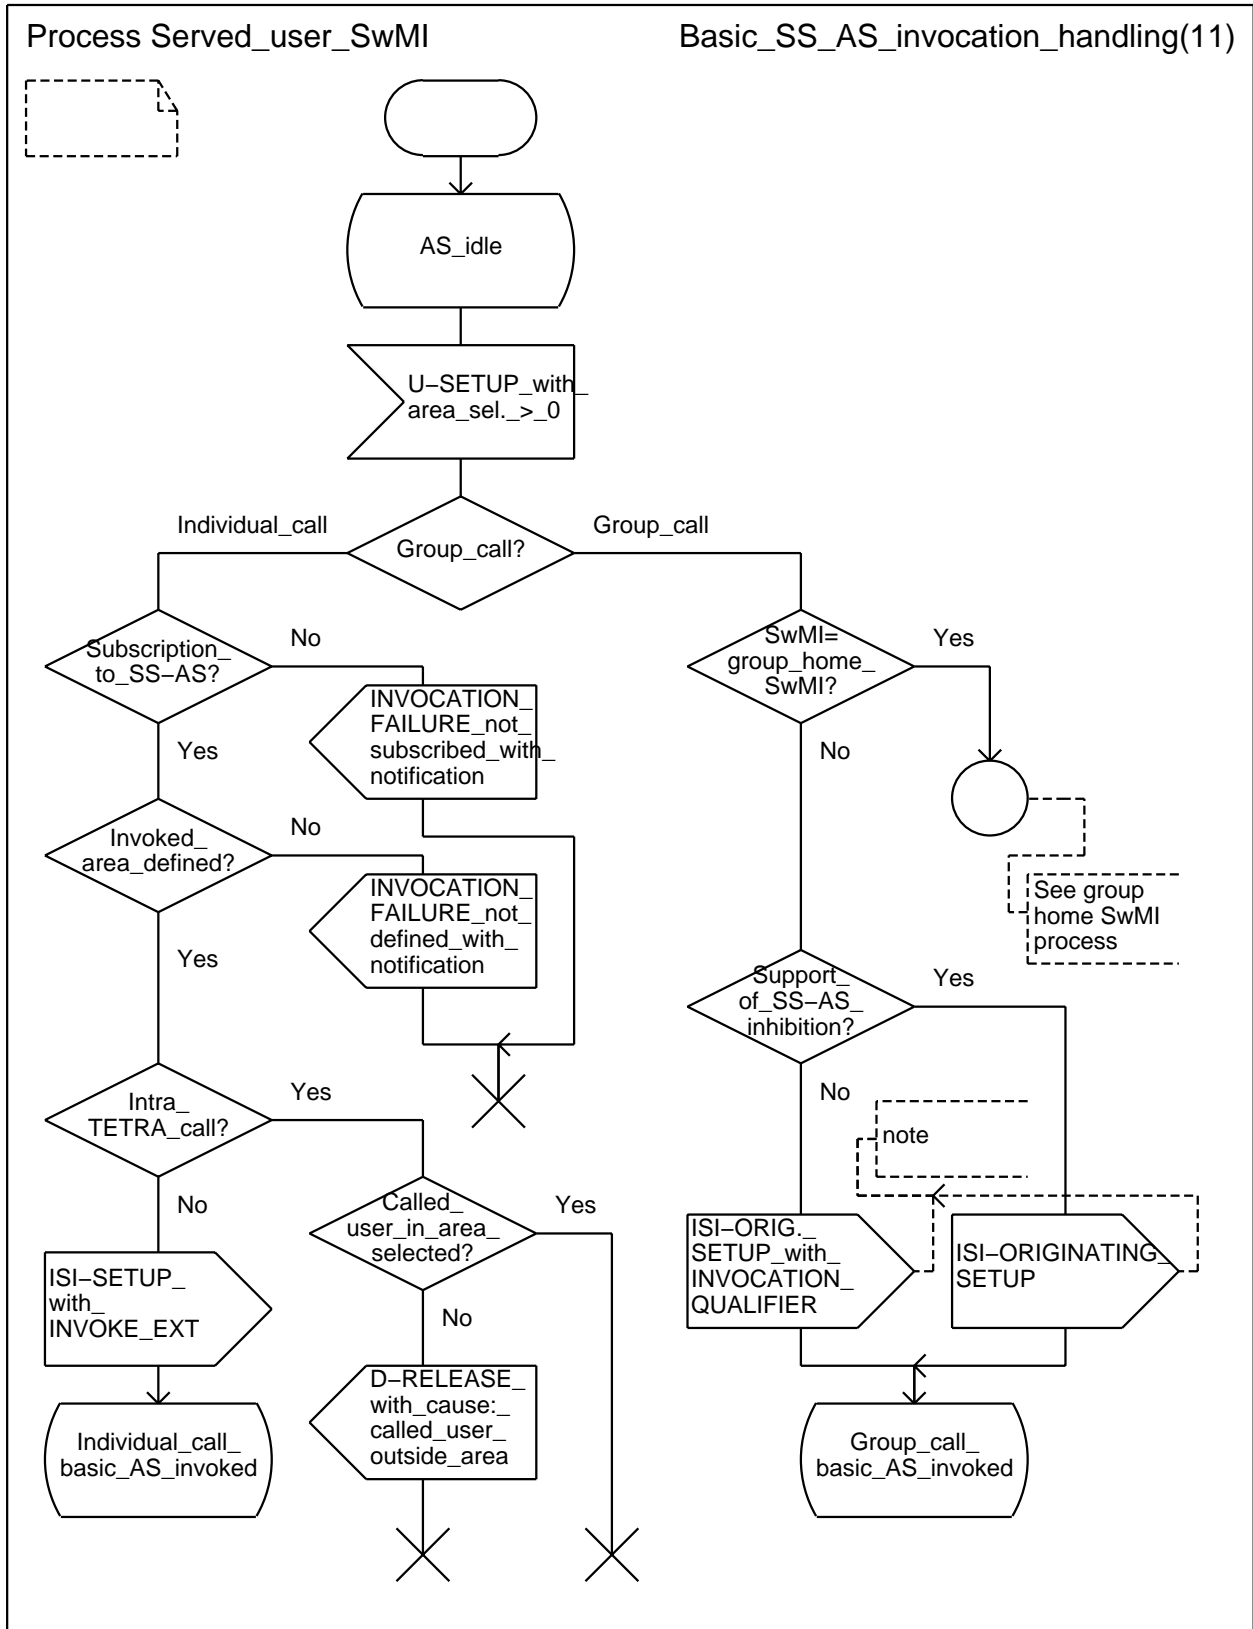 Process Served_user_SwMI
Basic_SS_AS_invocation_handling(11)
AS_idle
U–SETUP_with_
area_sel._>_0
Individual_call
Group_call?
Group_call
Subscription_
to_SS–AS?
No
Yes
INVOCATION_
FAILURE_not_
subscribed_with_
notification
SwMI=
group_home_
SwMI?
Yes
No
Invoked_
area_defined?
No
Yes
INVOCATION_
FAILURE_not_
defined_with_
notification
See group
home SwMI
process
Support_
of_SS–AS_
inhibition?
Yes
No
Intra_
TETRA_call?
Yes
No
note
Called_
user_in_area_
selected?
Yes
No
ISI–SETUP_
with_
INVOKE_EXT
ISI–ORIG._
SETUP_with_
INVOCATION_
QUALIFIER
ISI–ORIGINATING_
SETUP
D–RELEASE_
with_cause:_
called_user_
outside_area
Individual_call_
basic_AS_invoked
Group_call_
basic_AS_invoked